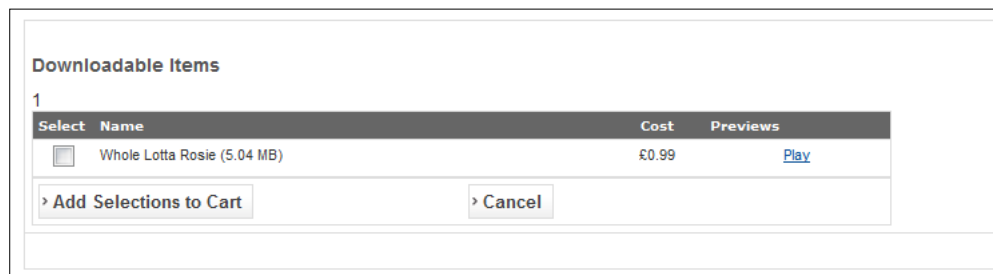 Downloadable Items
1
Select Name Cost Previews
Whole Lotta Rosie (5.04 MB) £0.99 Play
› Add Selections to Cart › Cancel